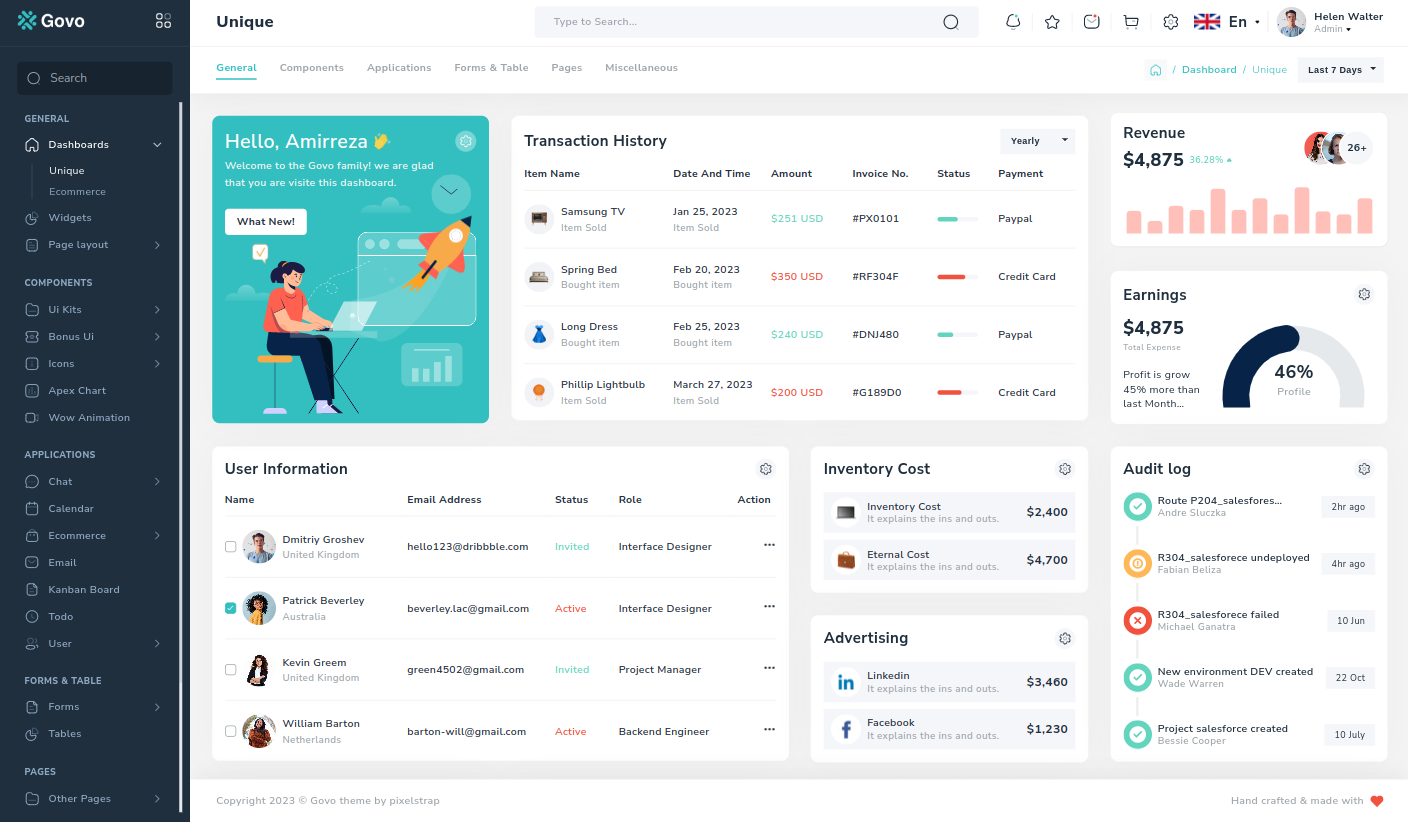 Govo
Search
GENERAL
Dashboards
Unique
Ecommerce
Widgets
Page layout
COMPONENTS
Ui Kits
Bonus Ui
Icons
Apex Chart
Wow Animation
APPLICATIONS
Chat
Calendar
Ecommerce
Email
Kanban Board
Todo
User
FORMS & TABLE
Forms
Tables
PAGES
Other Pages
Unique
Type to Search...
En
Helen Walter
Admin
General Components Applications Forms & Table Pages Miscellaneous
/ Dashboard / Unique
Last 7 Days
Hello, Amirreza
Welcome to the Govo family! we are glad
that you are visite this dashboard.
What New!
Transaction History
Yearly
Item Name Date And Time Amount Invoice No. Status Payment
Samsung TV Jan 25, 2023 $251 USD #PX0101 Paypal
Item Sold Item Sold
Spring Bed Feb 20, 2023 $350 USD #RF304F Credit Card
Bought item Bought item
Long Dress Feb 25, 2023 $240 USD #DNJ480 Paypal
Bought item Bought item
Phillip Lightbulb March 27, 2023 $200 USD #G189D0 Credit Card
Item Sold Item Sold
Revenue
$4,875 36.28%
26+
Earnings
$4,875
Total Expense
Profit is grow
45% more than
last Month...
46%
Profile
User Information
Name Email Address Status Role Action
Dmitriy Groshev hello123@dribbble.com Invited Interface Designer
United Kingdom
Patrick Beverley beverley.lac@gmail.com Active Interface Designer
Australia
Kevin Greem green4502@gmail.com Invited Project Manager
United Kingdom
William Barton barton-will@gmail.com Active Backend Engineer
Netherlands
Inventory Cost
Inventory Cost $2,400
It explains the ins and outs.
Eternal Cost $4,700
It explains the ins and outs.
Advertising
Linkedin $3,460
It explains the ins and outs.
Facebook $1,230
It explains the ins and outs.
Audit log
Route P204_salesfores... 2hr ago
Andre Sluczka
R304_salesforece undeployed 4hr ago
Fabian Beliza
R304_salesforece failed 10 Jun
Michael Ganatra
New environment DEV created 22 Oct
Wade Warren
Project salesforce created 10 July
Bessie Cooper
Copyright 2023 © Govo theme by pixelstrap
Hand crafted & made with